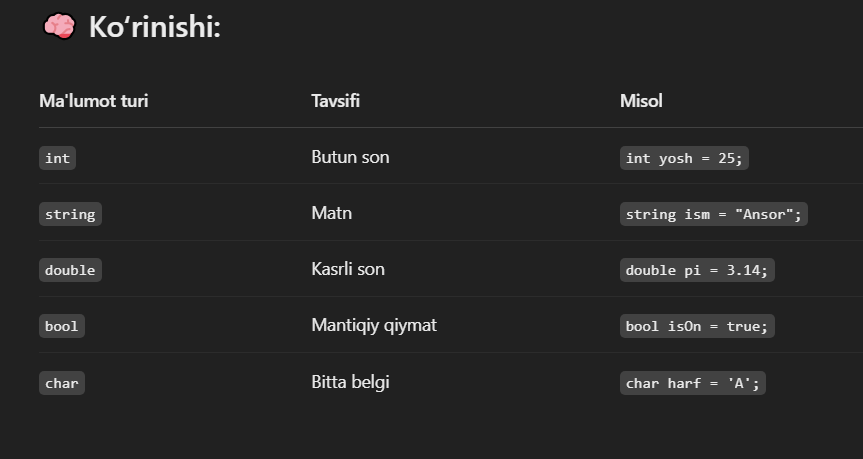 🧠 Ko‘rinishi:
Ma'lumot turi Tavsifi Misol
int Butun son int yosh = 25;
string Matn string ism = "Ansor";
double Kasrli son double pi = 3.14;
bool Mantiqiy qiymat bool isOn = true;
char Bitta belgi char harf = 'A';